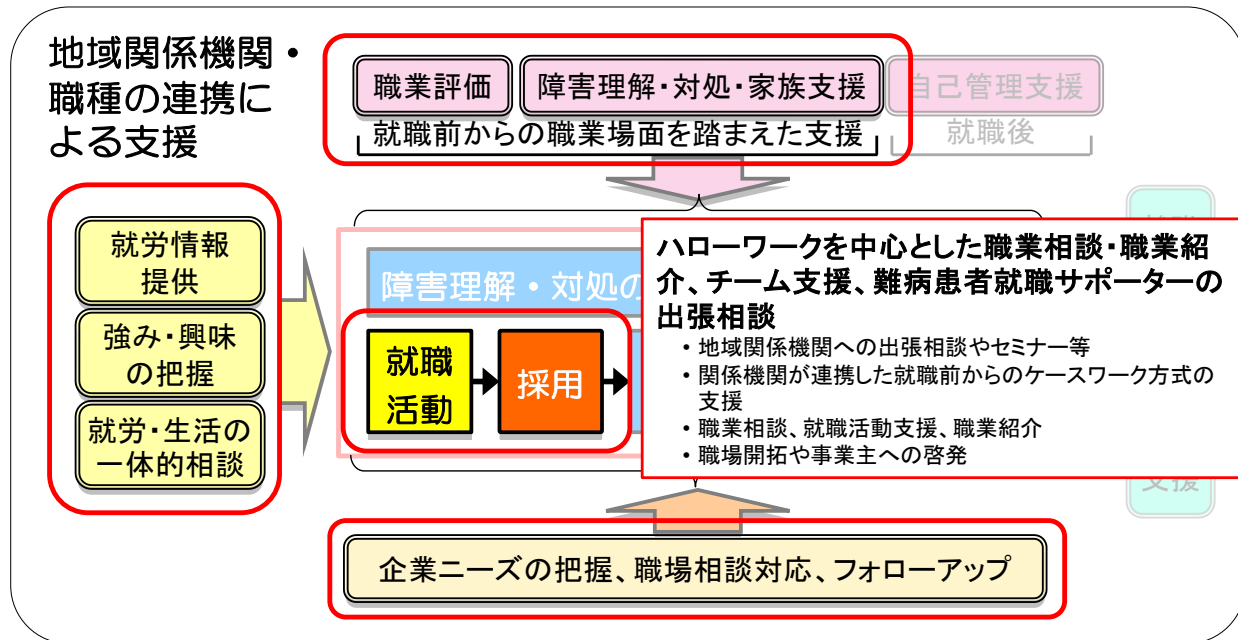 地域関係機関・
職種の連携に
よる支援
職業評価
障害理解・対処・家族支援
自己管理支援
就職前からの職業場面を踏まえた支援
就職後
就労情報
提供
強み・興味
の把握
就労・生活の
一体的相談
障害理解・対処の
就職
活動
採用
ハローワークを中心とした職業相談・職業紹
介、チーム支援、難病患者就職サポーターの
出張相談
・地域関係機関への出張相談やセミナー等
・関係機関が連携した就職前からのケースワーク方式の
支援
・職業相談、就職活動支援、職業紹介
・職場開拓や事業主への啓発
支援
企業ニーズの把握、職場相談対応、フォローアップ